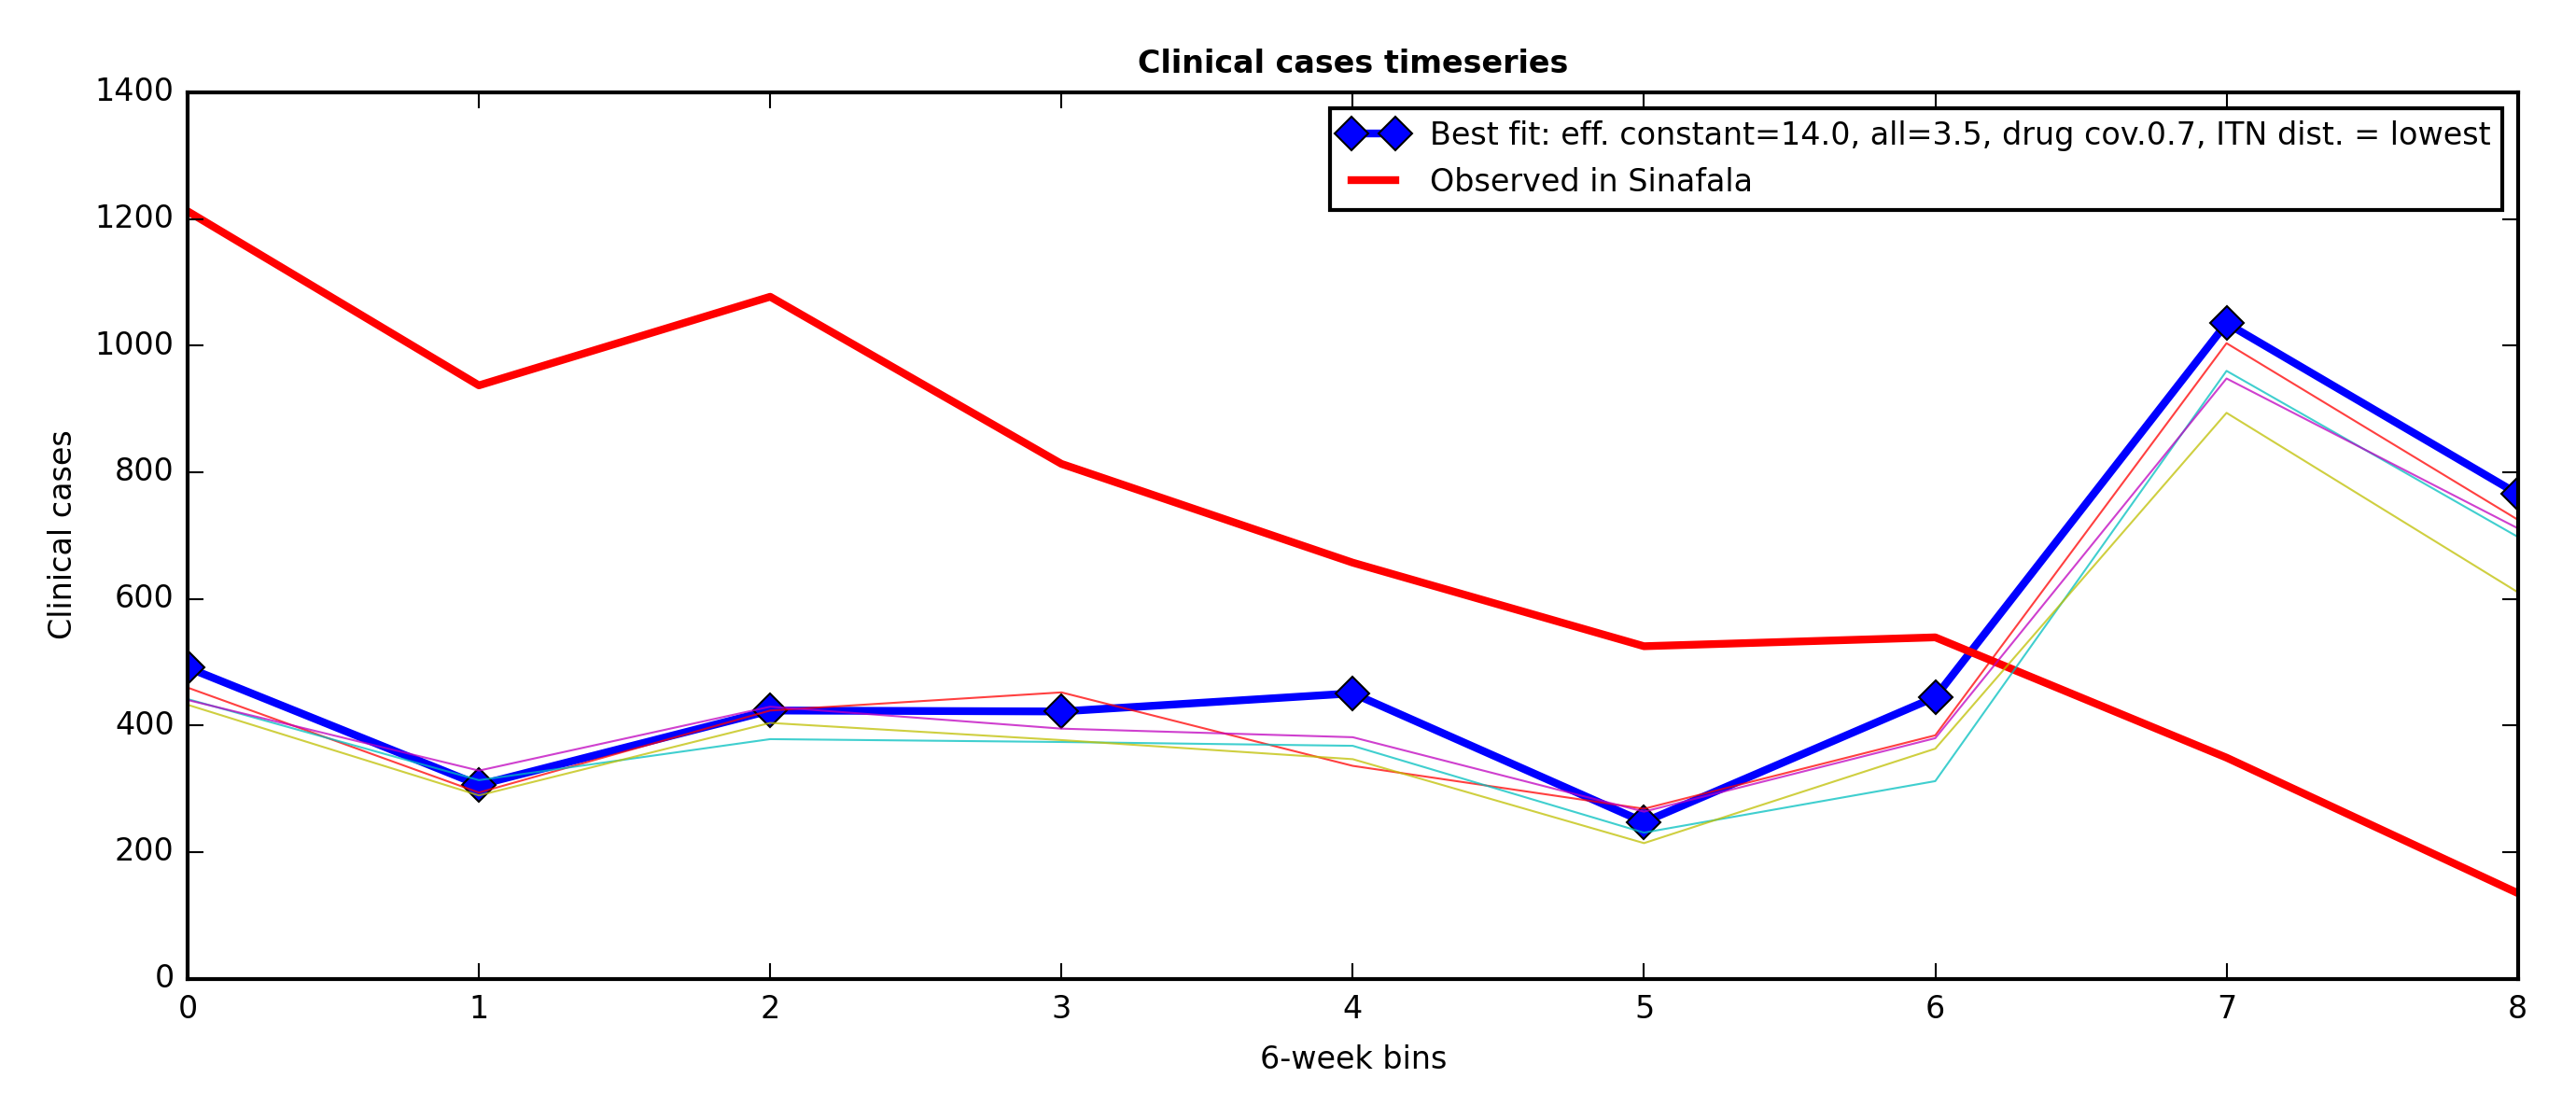 Clinical cases timeseries
1400
1200
1000
800
600
400
200
0
Clinical cases
Best fit: eff. constant=14.0, all=3.5, drug cov.0.7, ITN dist. = lowest
Observed in Sinafala
0 1 2 3 4 5 6 7 8
6-week bins